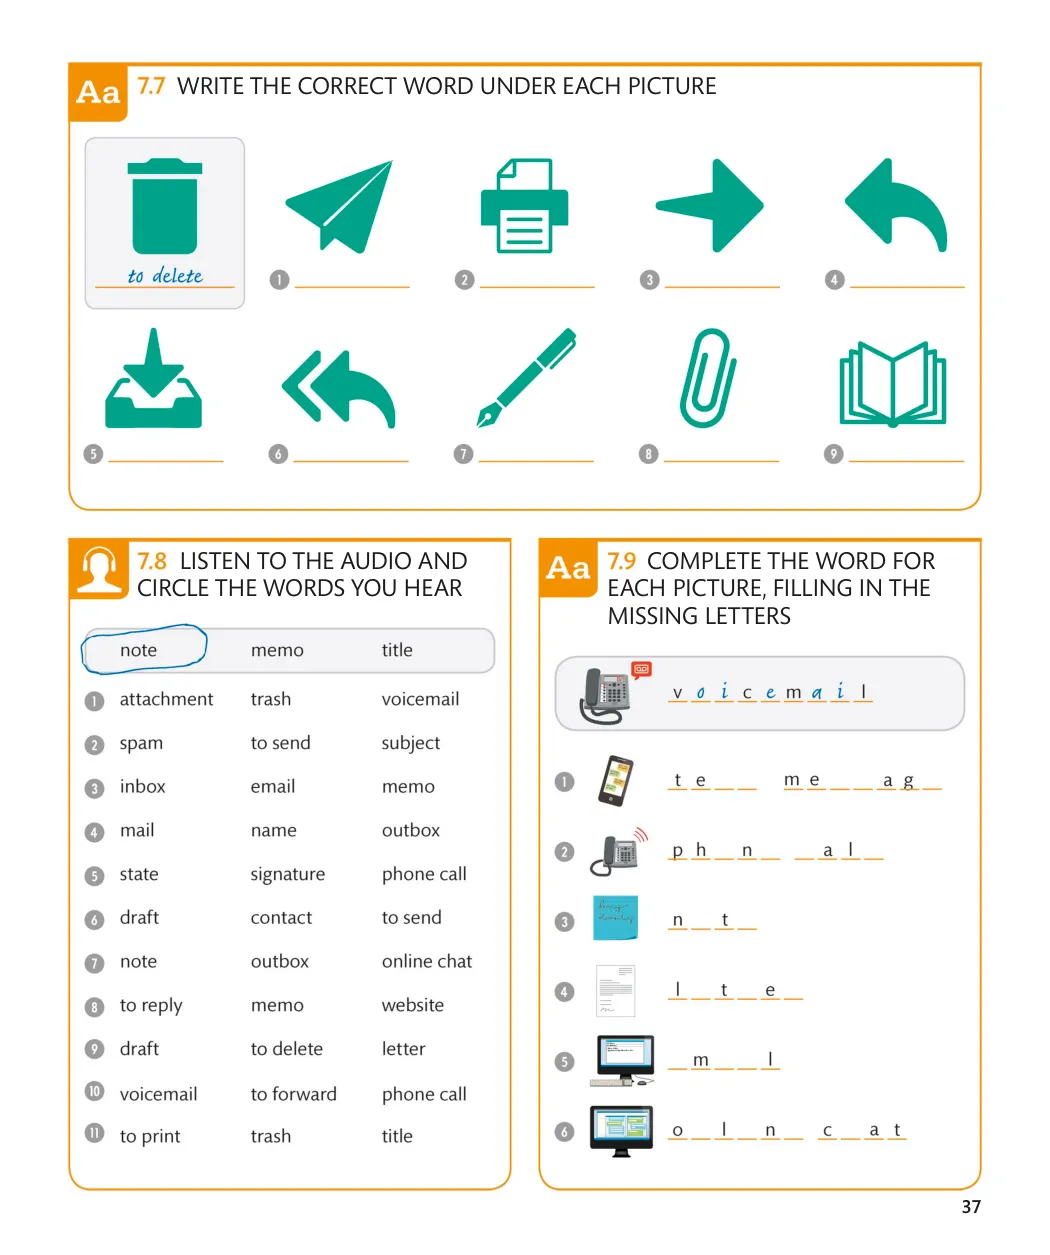 Aa 7.7 WRITE THE CORRECT WORD UNDER EACH PICTURE
to delete
1 2 3 4
5 6 7 8 9
7.8 LISTEN TO THE AUDIO AND
CIRCLE THE WORDS YOU HEAR
note memo title
1 attachment trash voicemail
2 spam to send subject
3 inbox email memo
4 mail name outbox
5 state signature phone call
6 draft contact to send
7 note outbox online chat
8 to reply memo website
9 draft to delete letter
10 voicemail to forward phone call
11 to print trash title
Aa 7.9 COMPLETE THE WORD FOR
EACH PICTURE, FILLING IN THE
MISSING LETTERS
v o i c e m a i l
1 t e _ _ m e _ _ a g _
2 p h _ n _ _ a l _
3 n _ t _
4 l _ t _ e _
5 _ m _ _ l
6 o _ l _ n _ c _ a t
37